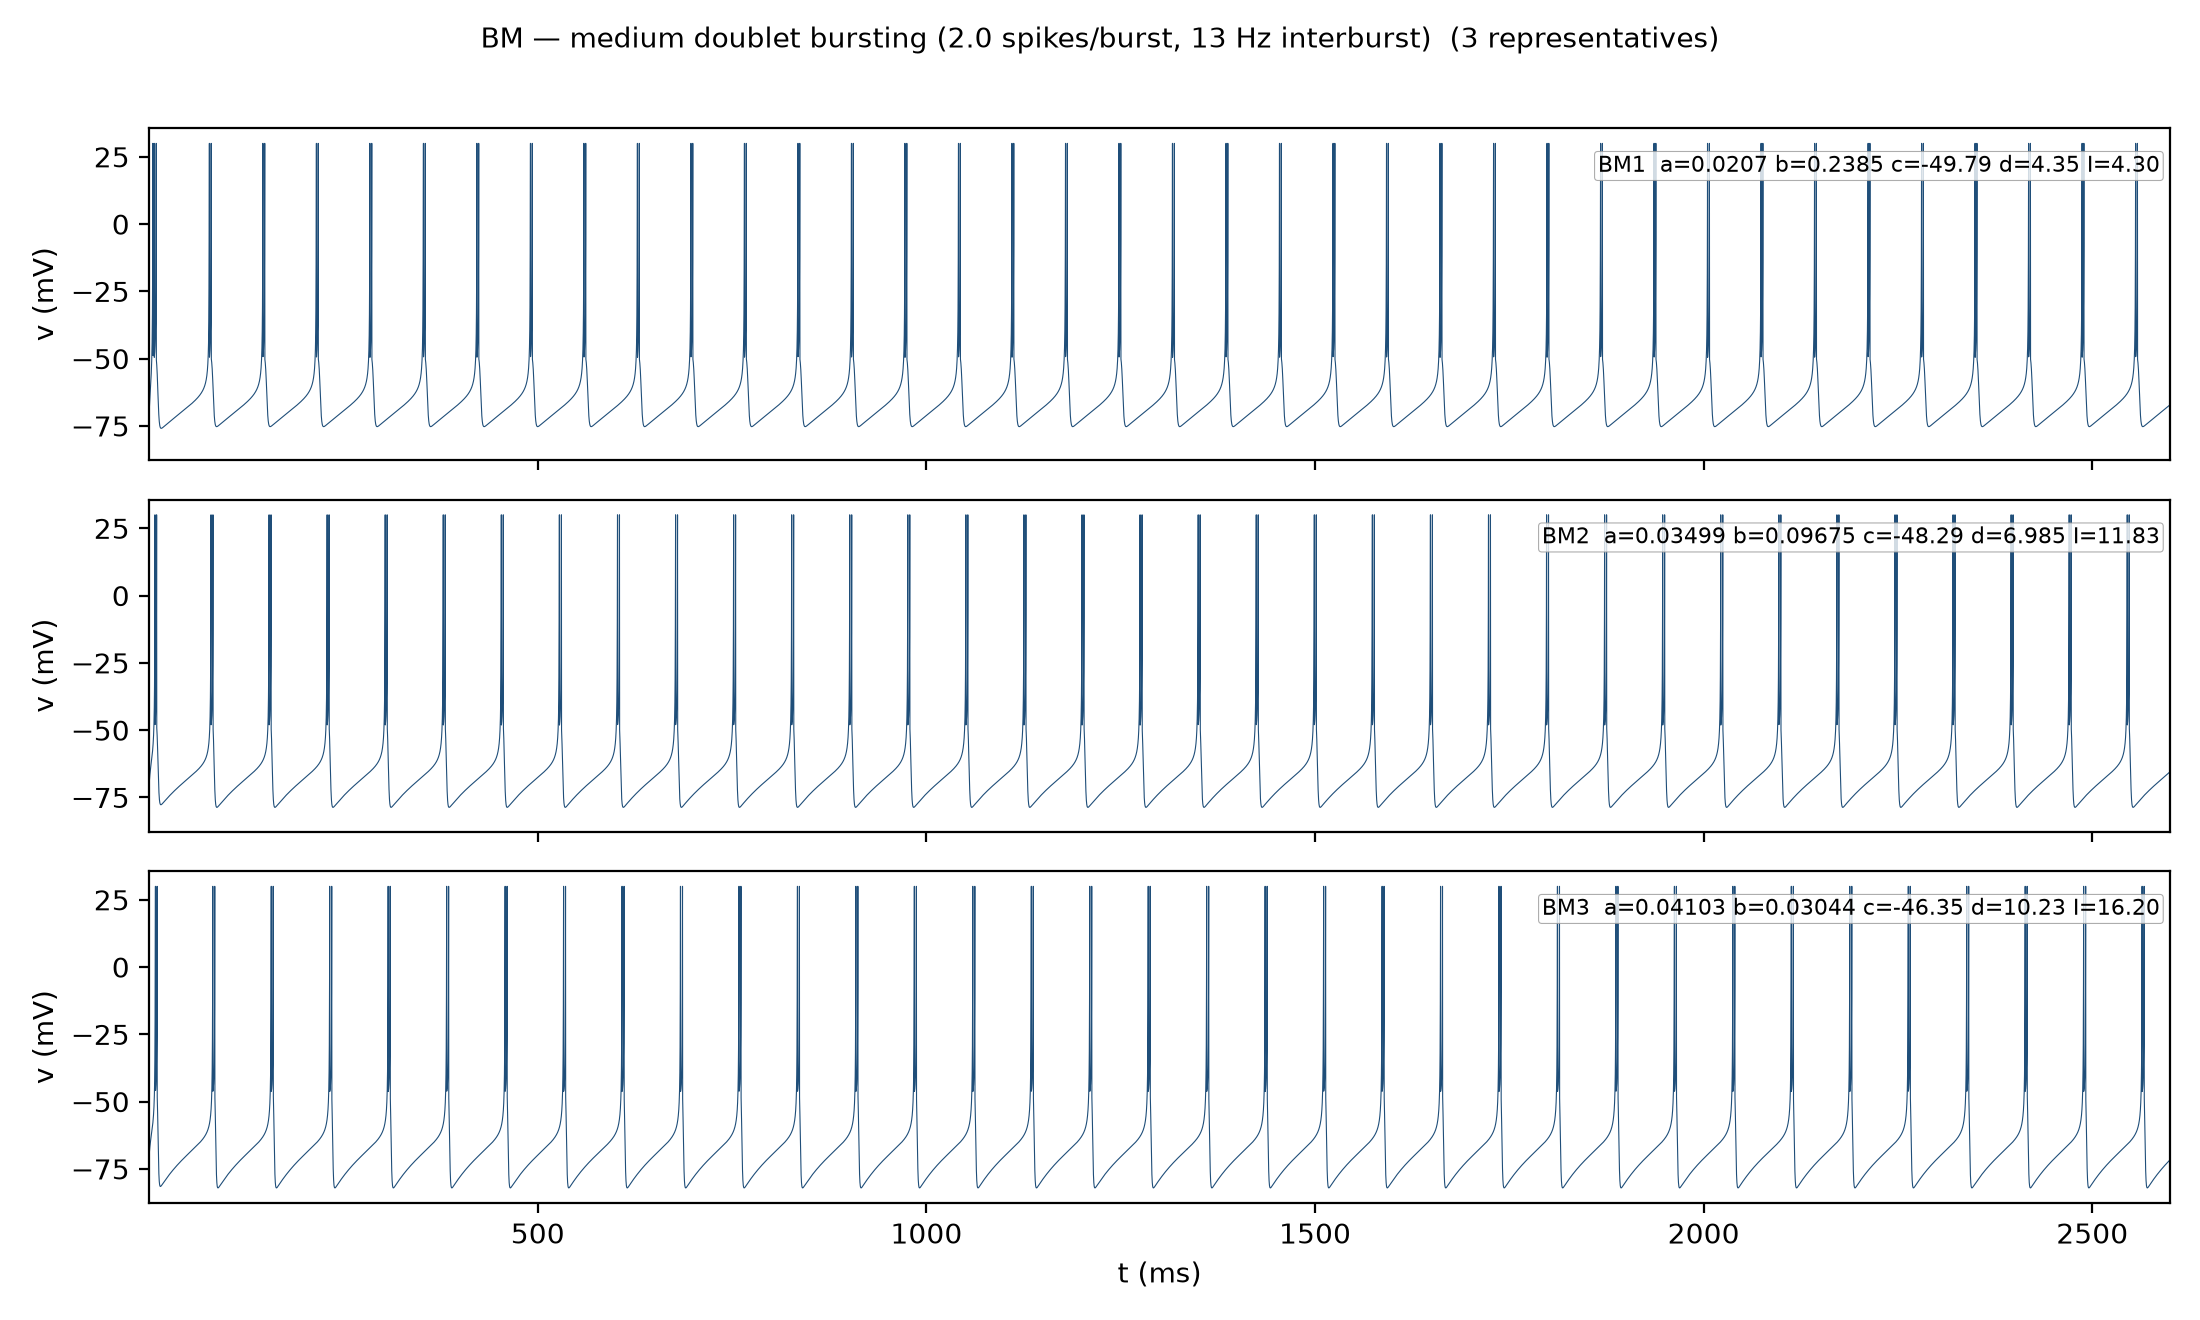 BM — medium doublet bursting (2.0 spikes/burst, 13 Hz interburst)  (3 representatives)
25
0
−25
−50
−75
v (mV)
BM1  a=0.0207 b=0.2385 c=-49.79 d=4.35 I=4.30
25
0
−25
−50
−75
v (mV)
BM2  a=0.03499 b=0.09675 c=-48.29 d=6.985 I=11.83
25
0
−25
−50
−75
v (mV)
BM3  a=0.04103 b=0.03044 c=-46.35 d=10.23 I=16.20
500 1000 1500 2000 2500
t (ms)